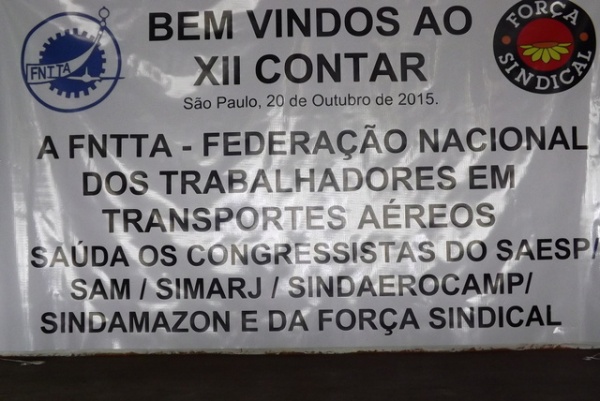 BEM VINDOS AO
XII CONTAR
São Paulo, 20 de Outubro de 2015.
FNTTA
FORÇA
SINDICAL
A FNTTA - FEDERAÇÃO NACIONAL
DOS TRABALHADORES EM
TRANSPORTES AÉREOS
SAÚDA OS CONGRESSISTAS DO SAESP/
SAM / SIMARJ / SINDAEROCAMP/
SINDAMAZON E DA FORÇA SINDICAL